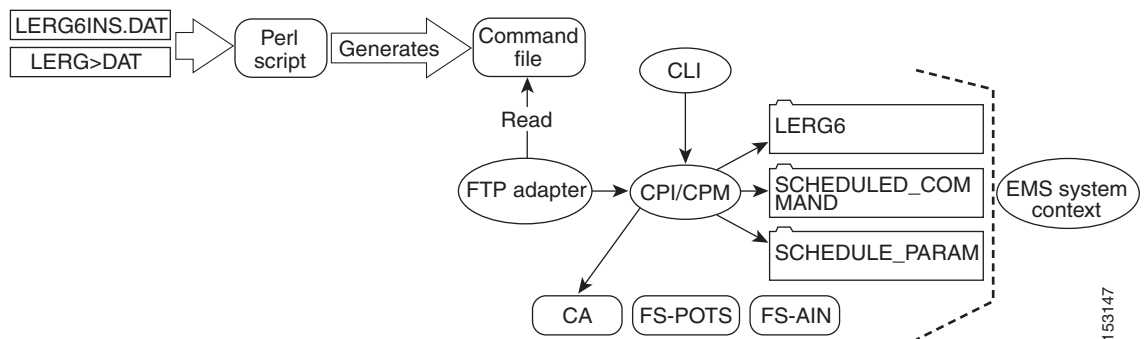 LERG6INS.DAT
LERG>DAT
Perl
script
Generates
Command
file
CLI
Read
FTP adapter
CPI/CPM
LERG6
SCHEDULED_COM
MAND
SCHEDULE_PARAM
EMS system
context
CA
FS-POTS
FS-AIN
153147